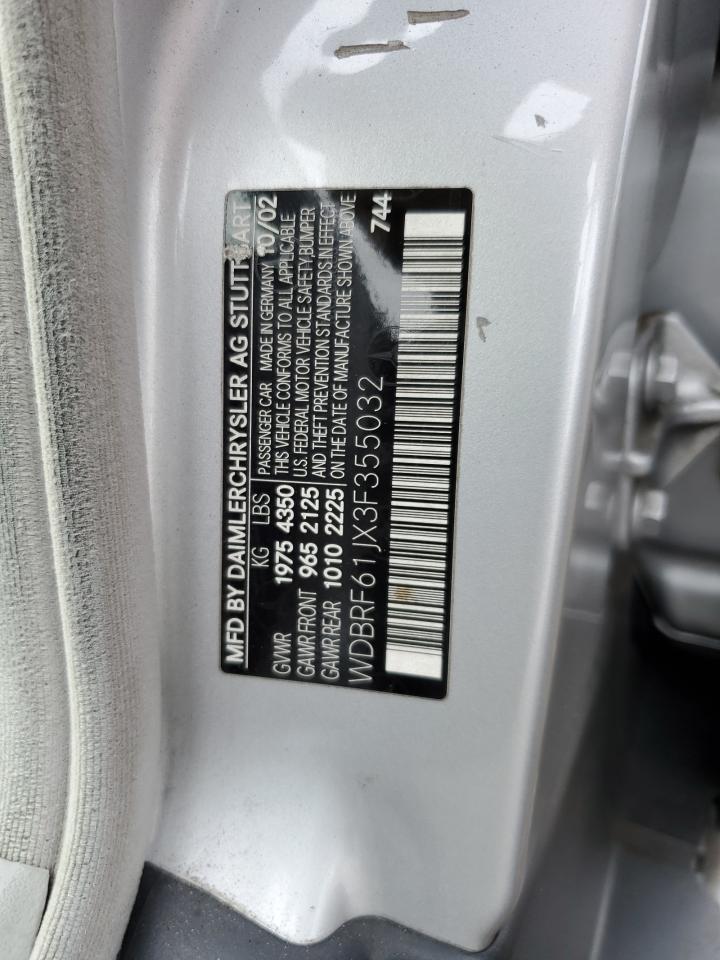 MFD BY DAIMLERCHRYSLER AG STUTTGART
KG LBS PASSENGER CAR MADE IN GERMANY 10/02
GVWR 1975 4350 THIS VEHICLE CONFORMS TO ALL APPLICABLE
U.S. FEDERAL MOTOR VEHICLE SAFETY, BUMPER
GAWR FRONT 965 2125 AND THEFT PREVENTION STANDARDS IN EFFECT
GAWR REAR 1010 2225 ON THE DATE OF MANUFACTURE SHOWN ABOVE
WDBRF61JX3F355032 744